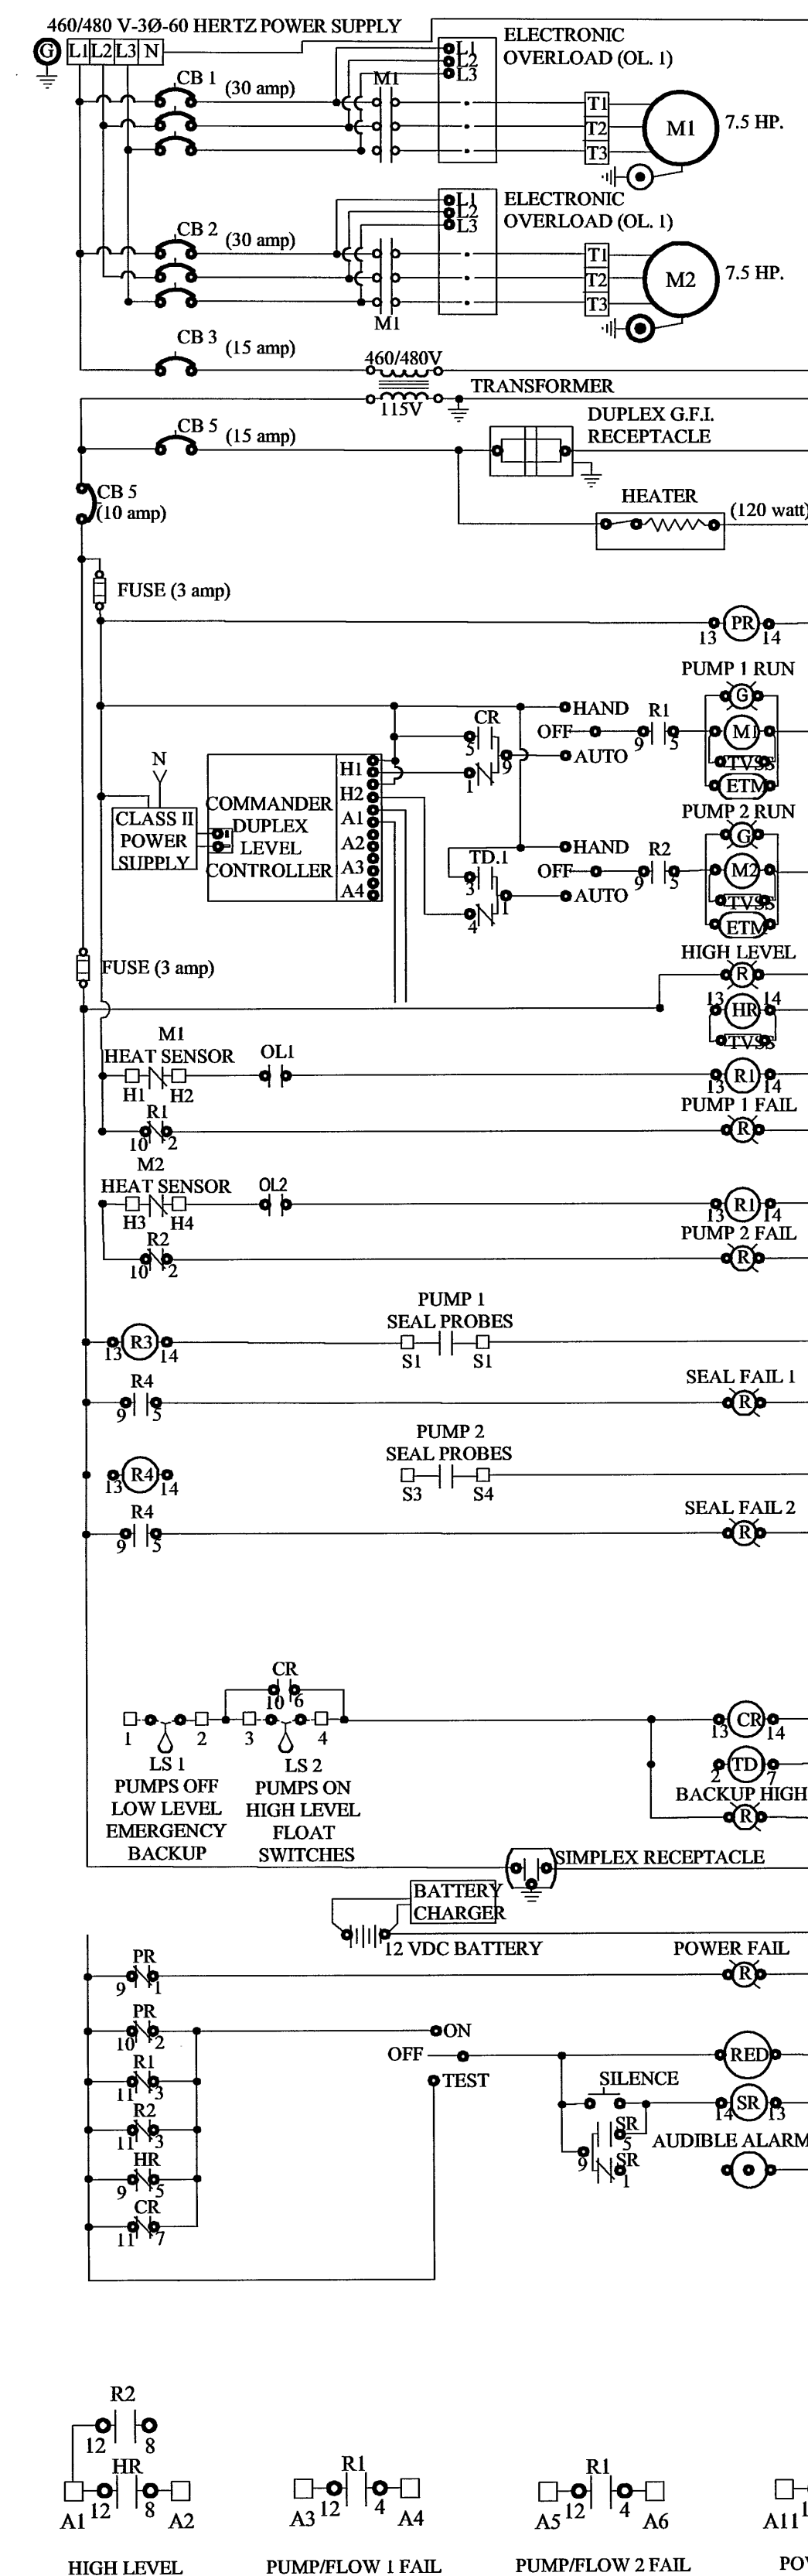 460/480 V-3Ø-60 HERTZ POWER SUPPLY
G L1 L2 L3 N
ELECTRONIC
OVERLOAD (OL. 1)
L1
L2
L3
CB 1 (30 amp)
M1
T1
T2
T3
M1
7.5 HP.
ELECTRONIC
OVERLOAD (OL. 1)
L1
L2
L3
CB 2 (30 amp)
M1
T1
T2
T3
M2
7.5 HP.
CB 3 (15 amp)
460/480V
TRANSFORMER
115V
CB 5 (15 amp)
DUPLEX G.F.I.
RECEPTACLE
CB 5
(10 amp)
HEATER
(120 watt)
FUSE (3 amp)
PR
13 14
PUMP 1 RUN
G
HAND
OFF
AUTO
CR
5
1
9
R1
9 5
M1
TVSS
ETM
N
CLASS II
POWER
SUPPLY
COMMANDER
DUPLEX
LEVEL
CONTROLLER
H1
H2
A1
A2
A3
A4
PUMP 2 RUN
G
TD.1
3
4
1
HAND
OFF
AUTO
R2
9 5
M2
TVSS
ETM
FUSE (3 amp)
HIGH LEVEL
R
13 14
HR
TVSS
M1
HEAT SENSOR
H1 H2
OL1
R1
13 14
R1
10 2
PUMP 1 FAIL
R
M2
HEAT SENSOR
H3 H4
OL2
R1
13 14
R2
10 2
PUMP 2 FAIL
R
R3
13 14
PUMP 1
SEAL PROBES
S1 S1
R4
9 5
SEAL FAIL 1
R
R4
13 14
PUMP 2
SEAL PROBES
S3 S4
R4
9 5
SEAL FAIL 2
R
CR
10 6
1 2 3 4
LS 1
PUMPS OFF
LOW LEVEL
EMERGENCY
BACKUP
LS 2
PUMPS ON
HIGH LEVEL
FLOAT
SWITCHES
CR
13 14
TD
2 7
BACKUP HIGH
R
SIMPLEX RECEPTACLE
BATTERY
CHARGER
12 VDC BATTERY
PR
9 1
POWER FAIL
R
PR
10 2
ON
OFF
TEST
RED
R1
11 3
SILENCE
SR
14 13
R2
11 3
SR
5
9
SR
1
AUDIBLE ALARM
HR
9 5
CR
11 7
R2
12 8
HR
A1 12 8 A2
HIGH LEVEL
R1
A3 12 4 A4
PUMP/FLOW 1 FAIL
R1
A5 12 4 A6
PUMP/FLOW 2 FAIL
A11